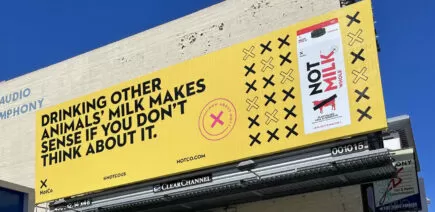 AUDIO
MPHONY
DRINKING OTHER
ANIMALS' MILK MAKES
SENSE IF YOU DON'T
THINK ABOUT IT.
NotCo
NOTCO.COM
NOT
MILK
WHOLE
CLEARCHANNEL
001015